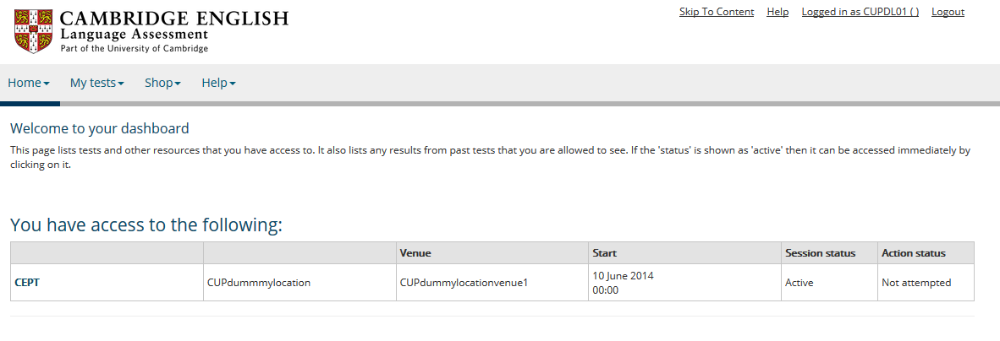 CAMBRIDGE ENGLISH
Language Assessment
Part of the University of Cambridge
Skip To Content Help Logged in as CUPDL01 ( ) Logout
Home My tests Shop Help
Welcome to your dashboard
This page lists tests and other resources that you have access to. It also lists any results from past tests that you are allowed to see. If the 'status' is shown as 'active' then it can be accessed immediately by
clicking on it.
You have access to the following:
Venue Start Session status Action status
CEPT CUPdummmylocation CUPdummylocationvenue1 10 June 2014 Active Not attempted
00:00